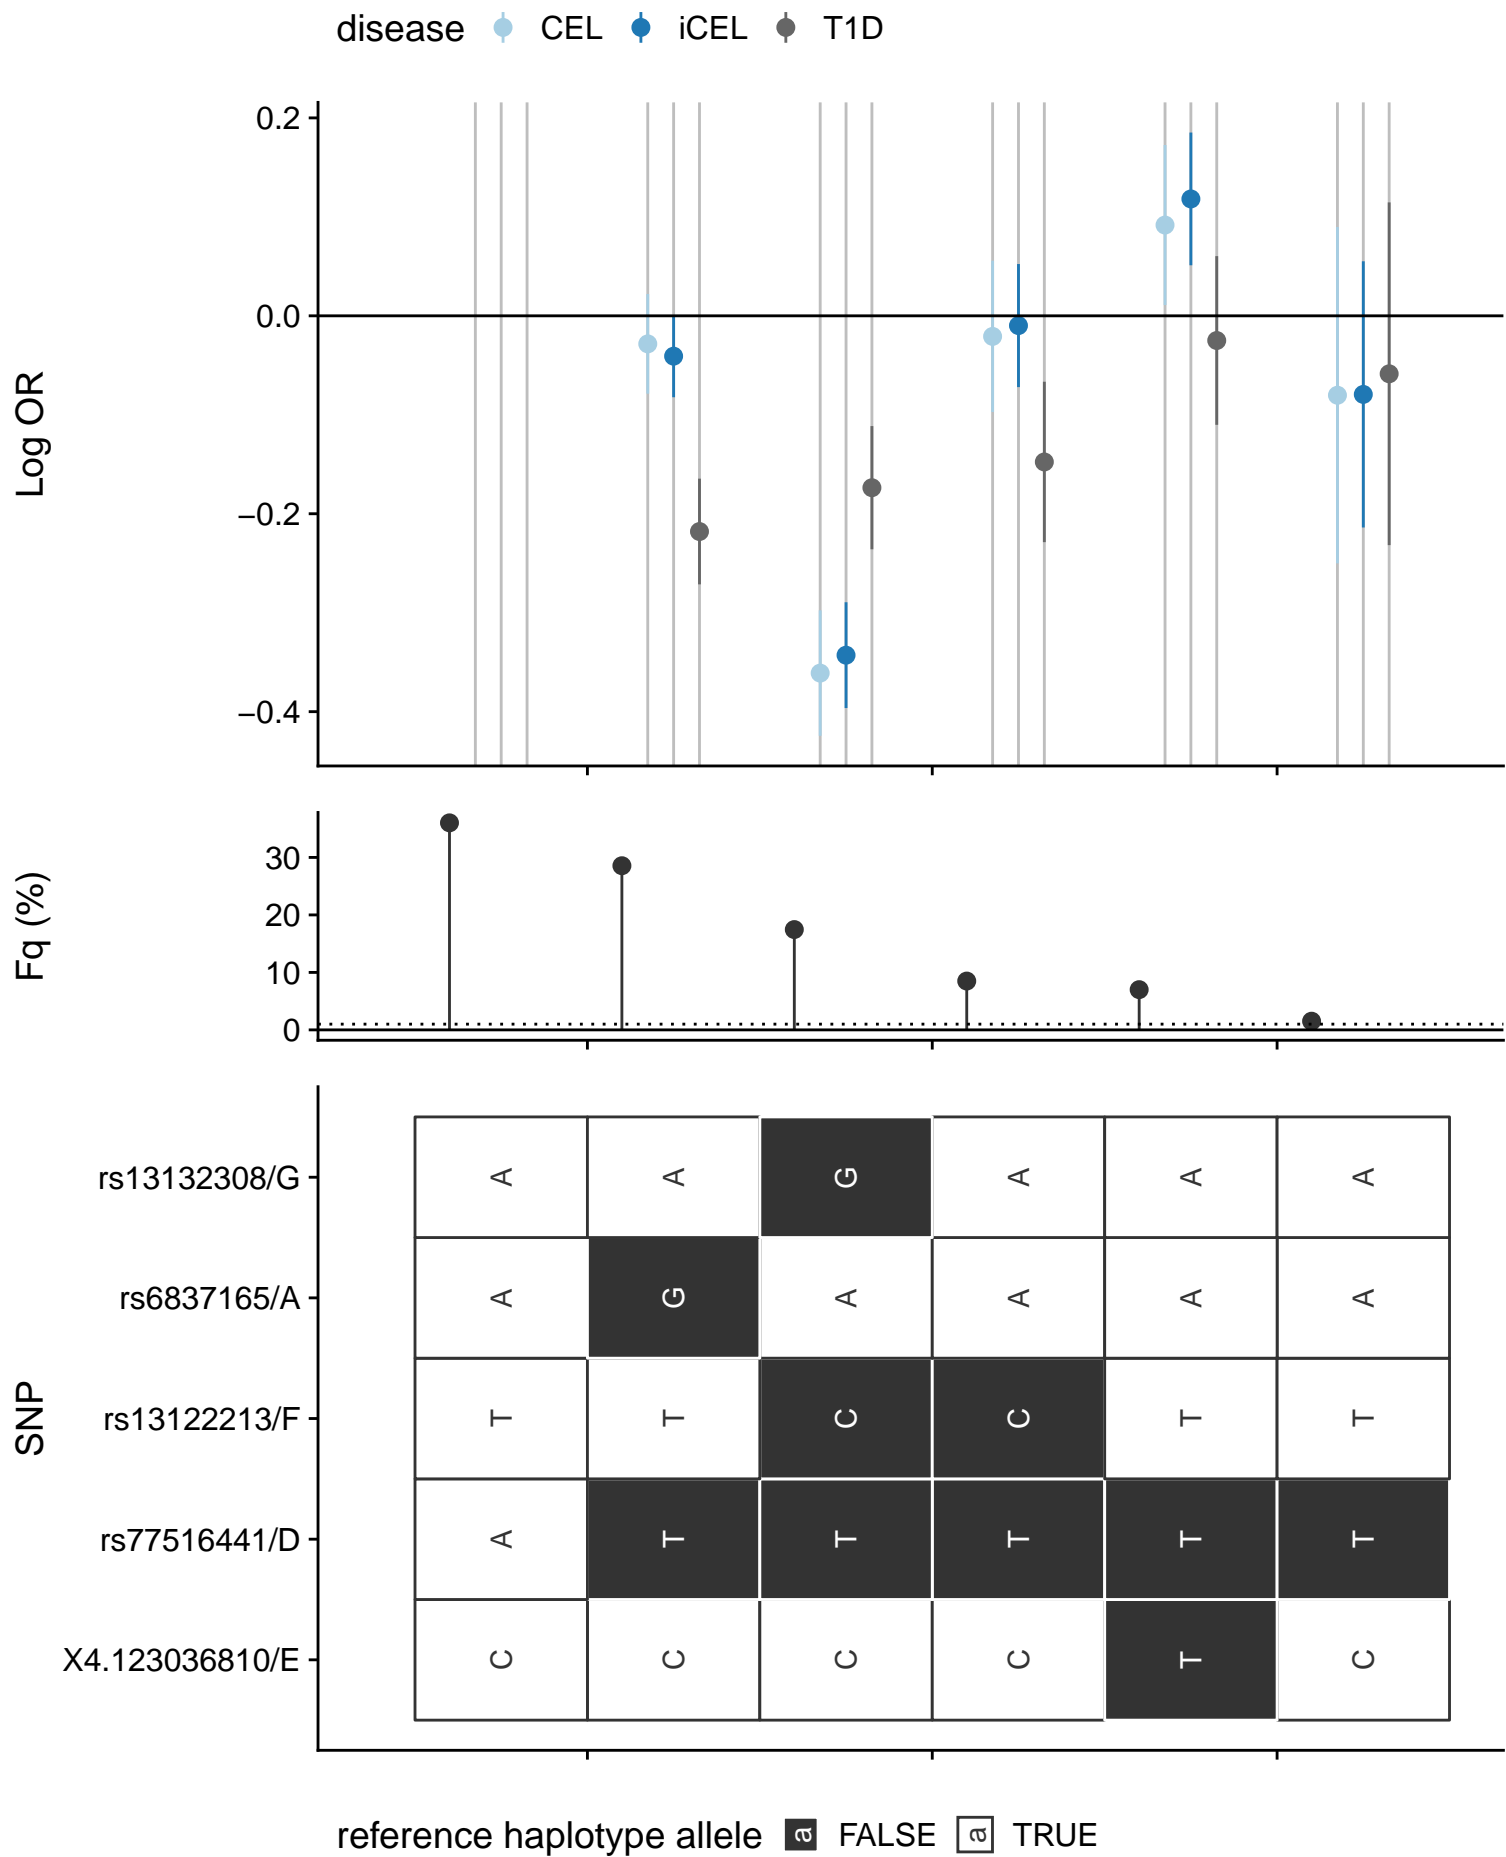 disease CEL iCEL T1D
Log OR
0.2
0.0
−0.2
−0.4
Fq (%)
30
20
10
0
SNP
rs13132308/G A A G A A A
rs6837165/A A G A A A A
rs13122213/F T T C C T T
rs77516441/D A T T T T T
X4.123036810/E C C C C T C
reference haplotype allele a FALSE a TRUE